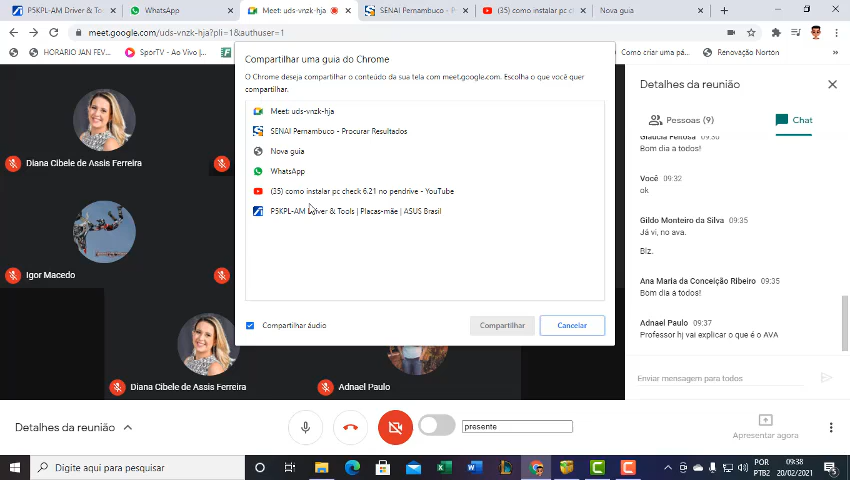 P5KPL-AM Driver & To
WhatsApp
Meet: uds-vnzk-hja
SENAI Pernambuco - P
(35) como instalar pc ch
Nova guia
meet.google.com/uds-vnzk-hja?pli=1&authuser=1
HORARIO JAN FEV...
SporTV - Ao Vivo |...
Como criar uma pá...
Renovação Norton
Compartilhar uma guia do Chrome
O Chrome deseja compartilhar o conteúdo da sua tela com meet.google.com. Escolha o que você quer
compartilhar.
Meet: uds-vnzk-hja
SENAI Pernambuco - Procurar Resultados
Nova guia
WhatsApp
(35) como instalar pc check 6.21 no pendrive - YouTube
P5KPL-AM Driver & Tools | Placas-mãe | ASUS Brasil
Compartilhar áudio
Compartilhar
Cancelar
Diana Cibele de Assis Ferreira
Igor Macedo
Diana Cibele de Assis Ferreira
Adnael Paulo
Detalhes da reunião
Pessoas (9)
Chat
Glaucia Feitosa 09:30
Bom dia a todos!
Você 09:32
ok
Gildo Monteiro da Silva 09:35
Já vi, no ava.
Blz.
Ana Maria da Conceição Ribeiro 09:35
Bom dia a todos!
Adnael Paulo 09:37
Professor hj vai explicar o que é o AVA
Enviar mensagem para todos
Detalhes da reunião
presente
Apresentar agora
Digite aqui para pesquisar
POR
PTB2
09:38
20/02/2021